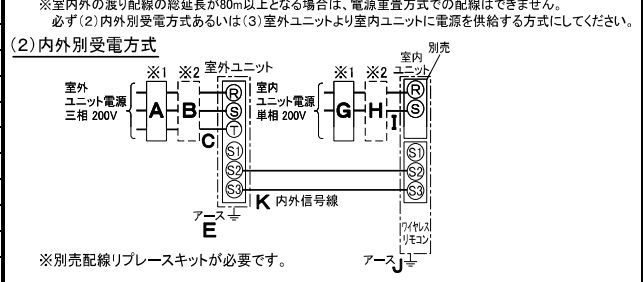 ※室内外の渡り配線の総延長が80m以上となる場合は、電源重畳方式での配線はできません。
必ず(2)内外別受電方式あるいは(3)室外ユニットより室内ユニットに電源を供給する方式にしてください。
(2)内外別受電方式
別売
※1 ※2 室外ユニット
※1 ※2 室内ユニット
室外
ユニット電源
三相 200V
A B C
R
S
T
S1
S2
S3
室内
ユニット電源
単相 200V
G H I
R
S
S1
S2
S3
K 内外信号線
アース
E
ワイヤレス
リモコン
※別売配線リプレースキットが必要です。
アース J